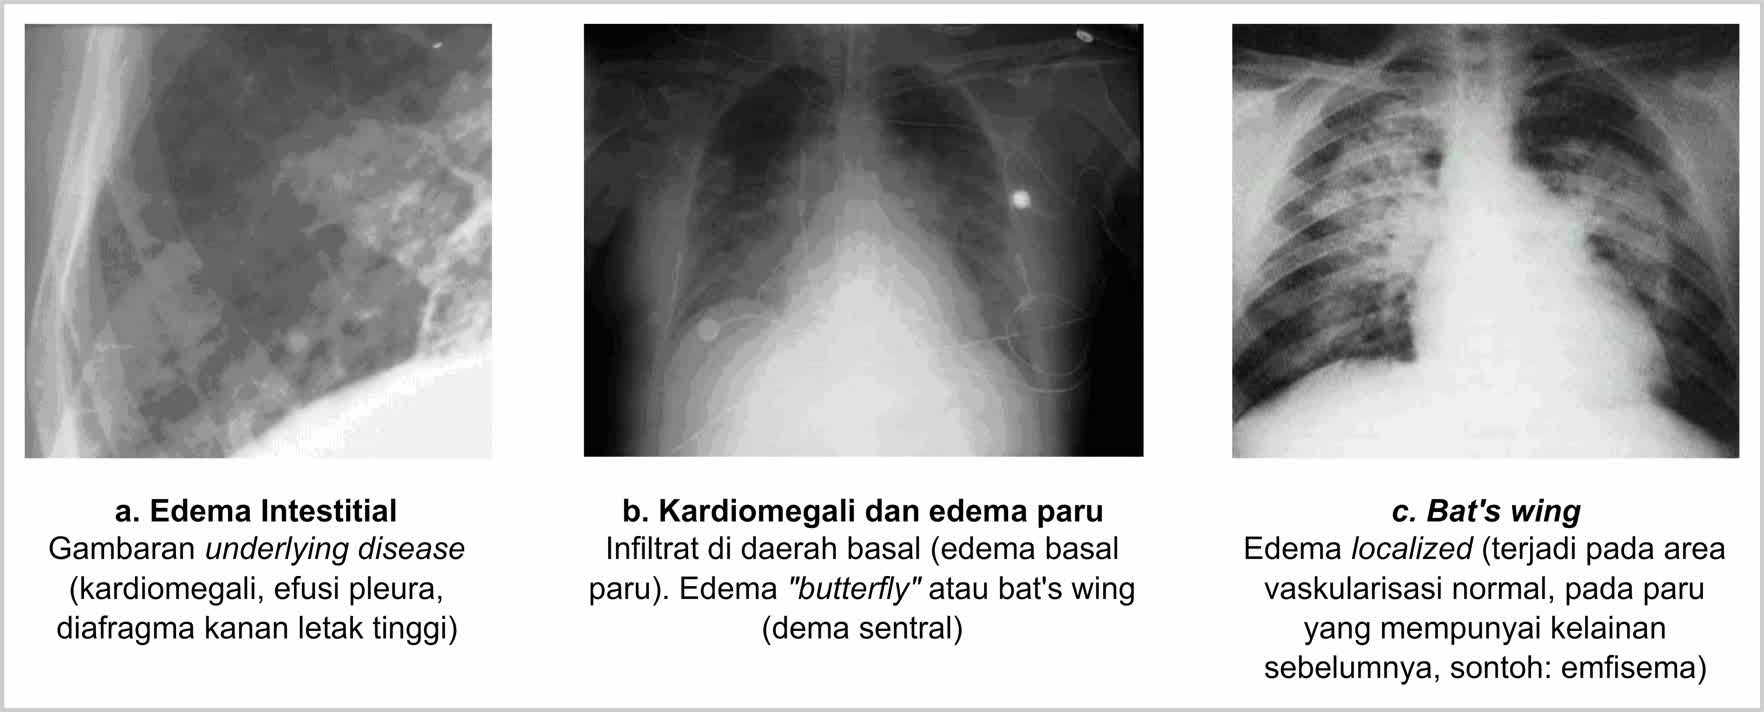 a. Edema Intestitial
Gambaran underlying disease
(kardiomegali, efusi pleura,
diafragma kanan letak tinggi)
b. Kardiomegali dan edema paru
Infiltrat di daerah basal (edema basal
paru). Edema "butterfly" atau bat's wing
(dema sentral)
c. Bat's wing
Edema localized (terjadi pada area
vaskularisasi normal, pada paru
yang mempunyai kelainan
sebelumnya, sontoh: emfisema)